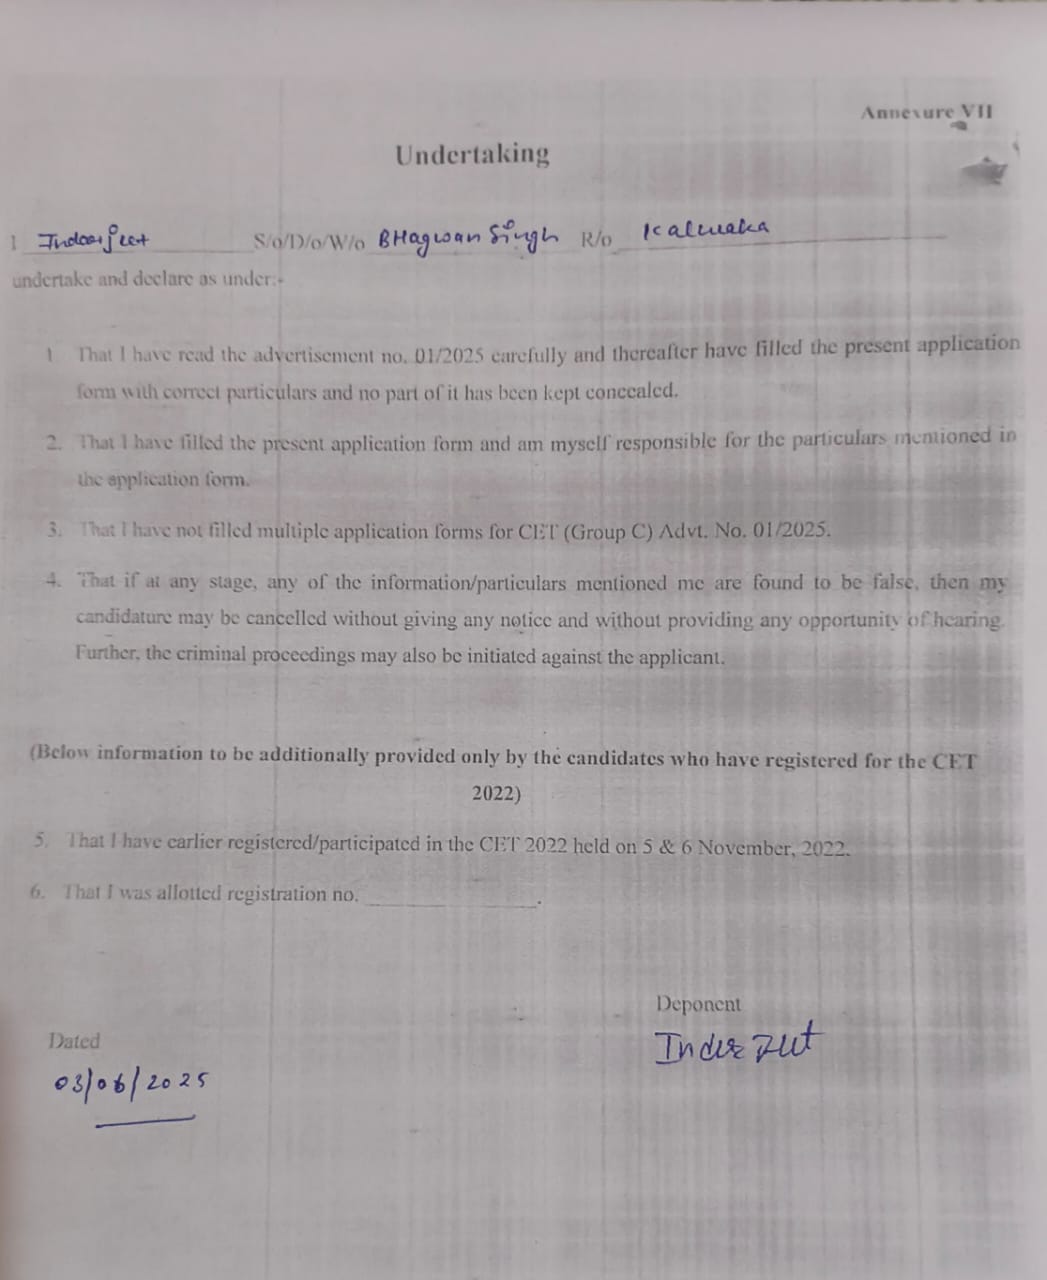 Annexure VII
Undertaking
I Inderjeet S/o/D/o/W/o BHagwan Singh R/o Kalwaka
undertake and declare as under:-
1 That I have read the advertisement no. 01/2025 carefully and thereafter have filled the present application
form with correct particulars and no part of it has been kept concealed.
2. That I have filled the present application form and am myself responsible for the particulars mentioned in
the application form.
3. That I have not filled multiple application forms for CET (Group C) Advt. No. 01/2025.
4. That if at any stage, any of the information/particulars mentioned me are found to be false, then my
candidature may be cancelled without giving any notice and without providing any opportunity of hearing.
Further, the criminal proceedings may also be initiated against the applicant.
(Below information to be additionally provided only by the candidates who have registered for the CET
2022)
5. That I have earlier registered/participated in the CET 2022 held on 5 & 6 November, 2022.
6. That I was allotted registration no. ____________.
Deponent
Inderjeet
Dated
03/06/2025